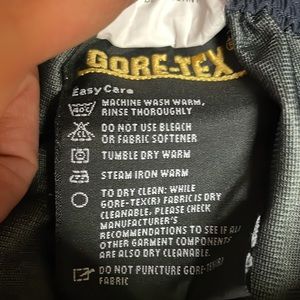 GORE-TEX®
Easy Care
MACHINE WASH WARM,
RINSE THOROUGHLY
DO NOT USE BLEACH
OR FABRIC SOFTENER
TUMBLE DRY WARM
STEAM IRON WARM
TO DRY CLEAN: WHILE
GORE-TEX(R) FABRIC IS DRY
CLEANABLE, PLEASE CHECK
MANUFACTURER'S
RECOMMENDATIONS TO SEE IF ALL
OTHER GARMENT COMPONENTS
ARE ALSO DRY CLEANABLE.
DO NOT PUNCTURE GORE-TEX(R)
FABRIC